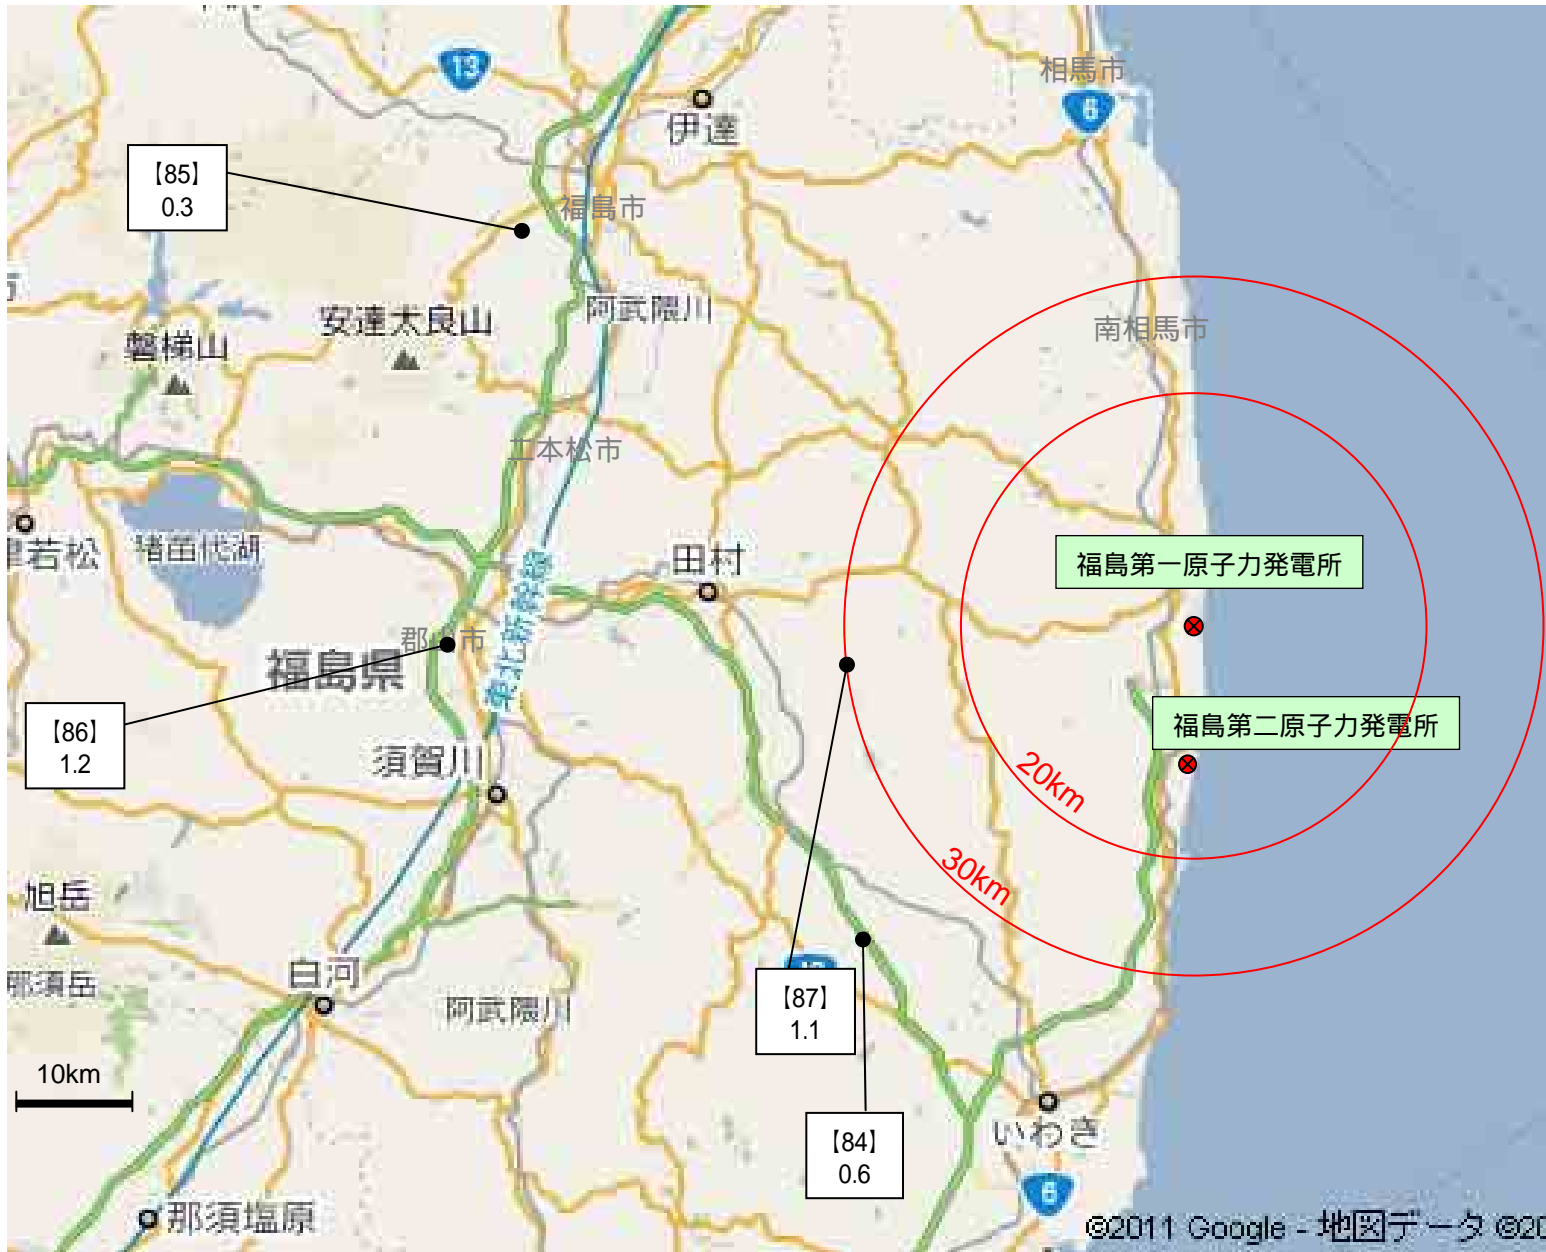 13
相馬市
6
伊達
【85】
0.3
福島市
阿武隈川
安達太良山
磐梯山
南相馬市
二本松市
若松
猪苗代湖
田村
福島第一原子力発電所
東北新幹線
福島県
福島第二原子力発電所
【86】
1.2
須賀川
20km
30km
旭岳
白河
那須岳
阿武隈川
【87】
1.1
10km
いわき
【84】
0.6
6
那須塩原
©2011 Google - 地図データ ©20